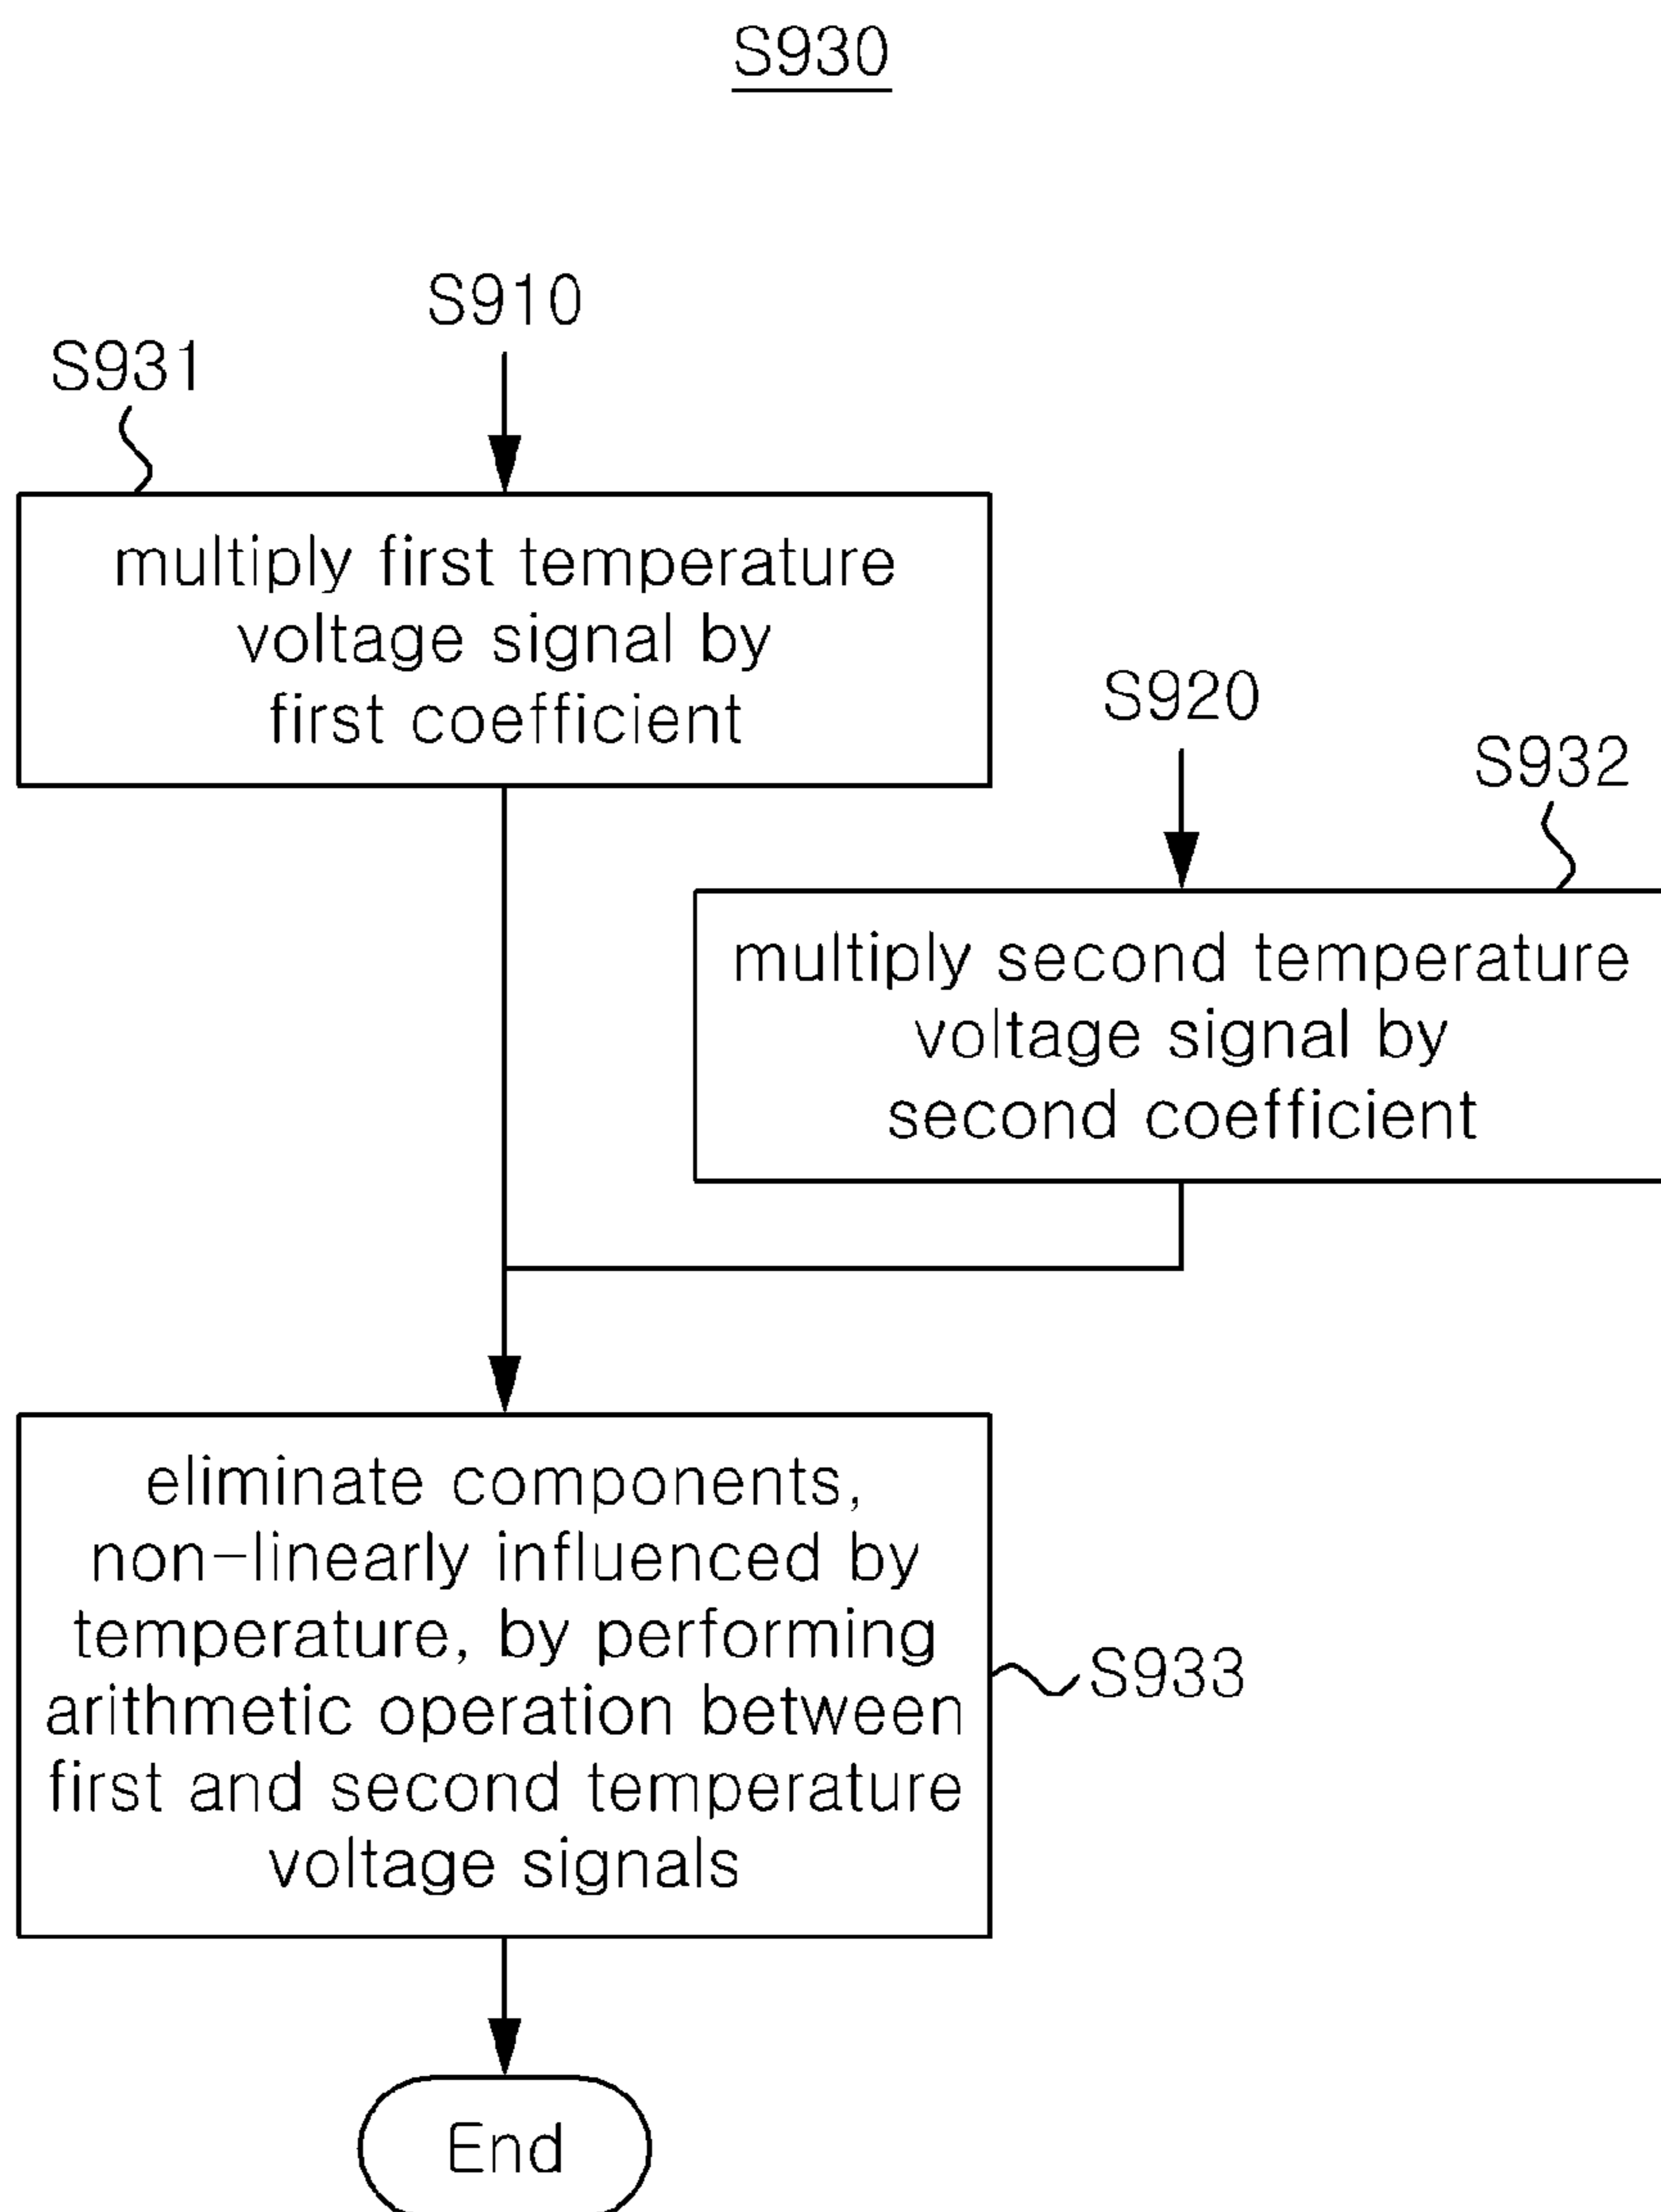 S930
S910
S931
multiply first temperature
voltage signal by
first coefficient
S920
S932
multiply second temperature
voltage signal by
second coefficient
eliminate components,
non-linearly influenced by
temperature, by performing
arithmetic operation between
first and second temperature
voltage signals
S933
End